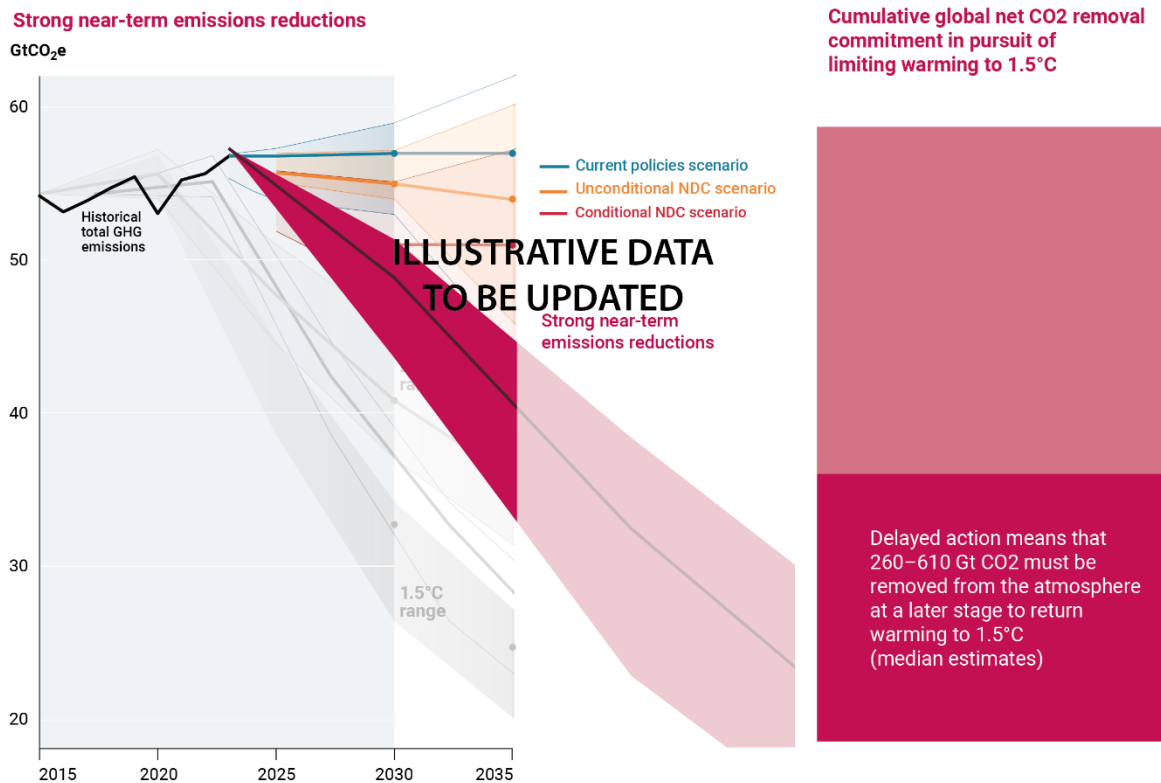 Strong near-term emissions reductions
GtCO₂e
60
50
40
30
20
2015
2020
2025
2030
2035
Historical
total GHG
emissions
Current policies scenario
Unconditional NDC scenario
Conditional NDC scenario
ILLUSTRATIVE DATA
TO BE UPDATED
Strong near-term
emissions reductions
1.5°C
range
Cumulative global net CO2 removal
commitment in pursuit of
limiting warming to 1.5°C
Delayed action means that
260–610 Gt CO2 must be
removed from the atmosphere
at a later stage to return
warming to 1.5°C
(median estimates)